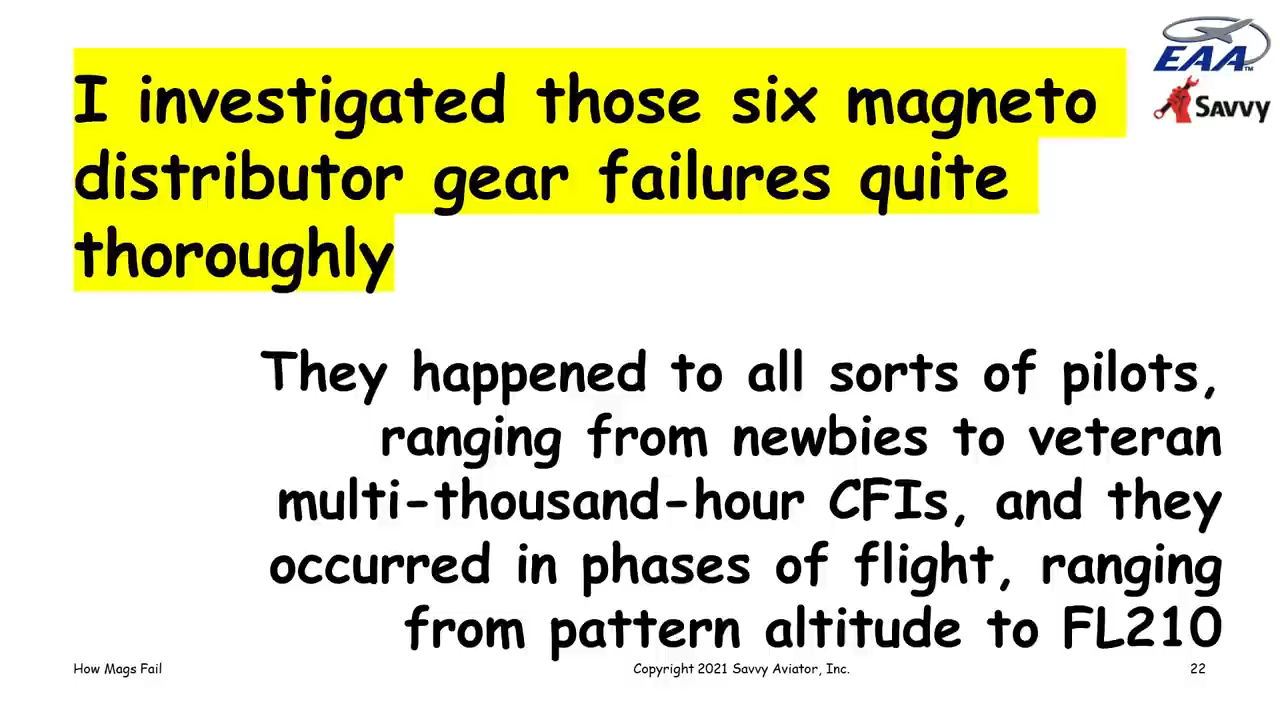 I investigated those six magneto
distributor gear failures quite
thoroughly
EAA™
Savvy
They happened to all sorts of pilots,
ranging from newbies to veteran
multi-thousand-hour CFIs, and they
occurred in phases of flight, ranging
from pattern altitude to FL210
How Mags Fail
Copyright 2021 Savvy Aviator, Inc.
22